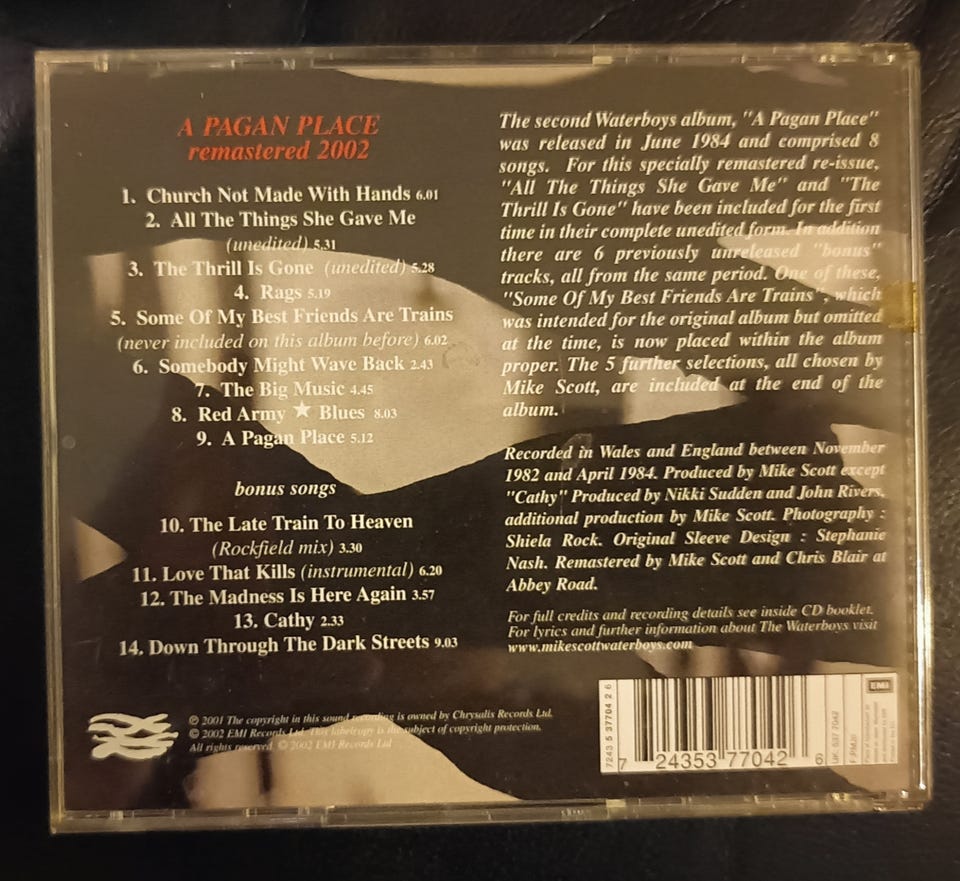 A PAGAN PLACE
remastered 2002
1. Church Not Made With Hands 6.01
2. All The Things She Gave Me
(unedited) 5.31
3. The Thrill Is Gone (unedited) 5.28
4. Rags 5.19
5. Some Of My Best Friends Are Trains
(never included on this album before) 6.02
6. Somebody Might Wave Back 2.43
7. The Big Music 4.45
8. Red Army ★ Blues 8.03
9. A Pagan Place 5.12
bonus songs
10. The Late Train To Heaven
(Rockfield mix) 3.30
11. Love That Kills (instrumental) 6.20
12. The Madness Is Here Again 3.57
13. Cathy 2.33
14. Down Through The Dark Streets 9.03
The second Waterboys album, "A Pagan Place"
was released in June 1984 and comprised 8
songs. For this specially remastered re-issue,
"All The Things She Gave Me" and "The
Thrill Is Gone" have been included for the first
time in their complete unedited form. In addition
there are 6 previously unreleased "bonus"
tracks, all from the same period. One of these,
"Some Of My Best Friends Are Trains", which
was intended for the original album but omitted
at the time, is now placed within the album
proper. The 5 further selections, all chosen by
Mike Scott, are included at the end of the
album.
Recorded in Wales and England between November
1982 and April 1984. Produced by Mike Scott except
"Cathy" Produced by Nikki Sudden and John Rivers,
additional production by Mike Scott. Photography :
Shiela Rock. Original Sleeve Design : Stephanie
Nash. Remastered by Mike Scott and Chris Blair at
Abbey Road.
For full credits and recording details see inside CD booklet.
For lyrics and further information about The Waterboys visit
www.mikescottwaterboys.com
℗ 2001 The copyright in this sound recording is owned by Chrysalis Records Ltd.
© 2002 EMI Records Ltd. This labelcopy is the subject of copyright protection.
All rights reserved. © 2002 EMI Records Ltd
7243 5 37704 2 6
7 24353 77042 6
EMI
UK: 537 7042